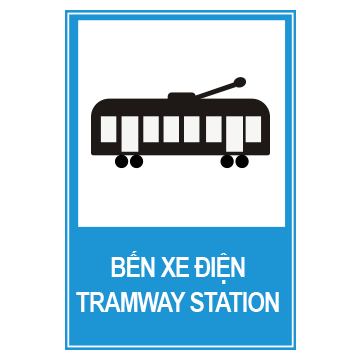 BẾN XE ĐIỆN
TRAMWAY STATION